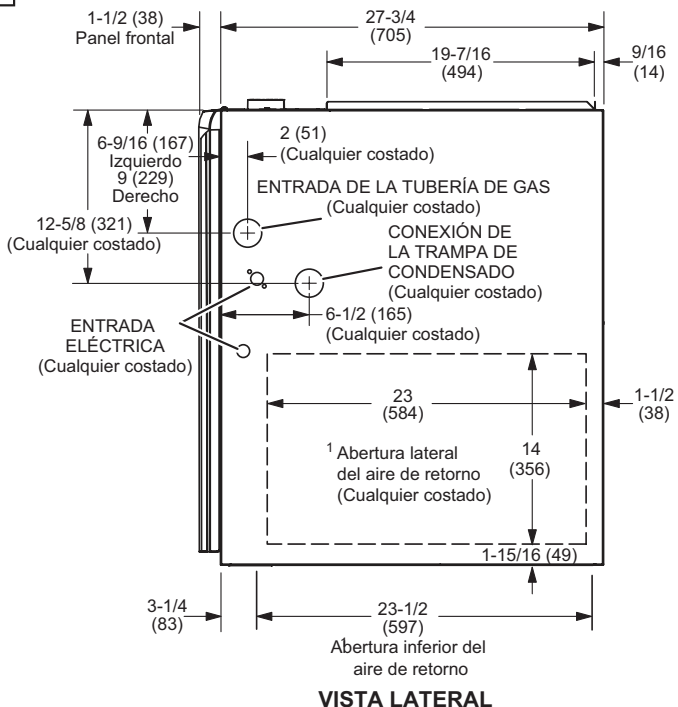 1-1/2 (38)
Panel frontal
27-3/4
(705)
19-7/16
(494)
9/16
(14)
6-9/16 (167)
Izquierdo
9 (229)
Derecho
2 (51)
(Cualquier costado)
ENTRADA DE LA TUBERÍA DE GAS
(Cualquier costado)
12-5/8 (321)
(Cualquier costado)
CONEXIÓN DE
LA TRAMPA DE
CONDENSADO
(Cualquier costado)
6-1/2 (165)
(Cualquier costado)
ENTRADA
ELÉCTRICA
(Cualquier costado)
23
(584)
1-1/2
(38)
1 Abertura lateral
del aire de retorno
(Cualquier costado)
14
(356)
1-15/16 (49)
3-1/4
(83)
23-1/2
(597)
1
Abertura inferior del
aire de retorno
VISTA LATERAL